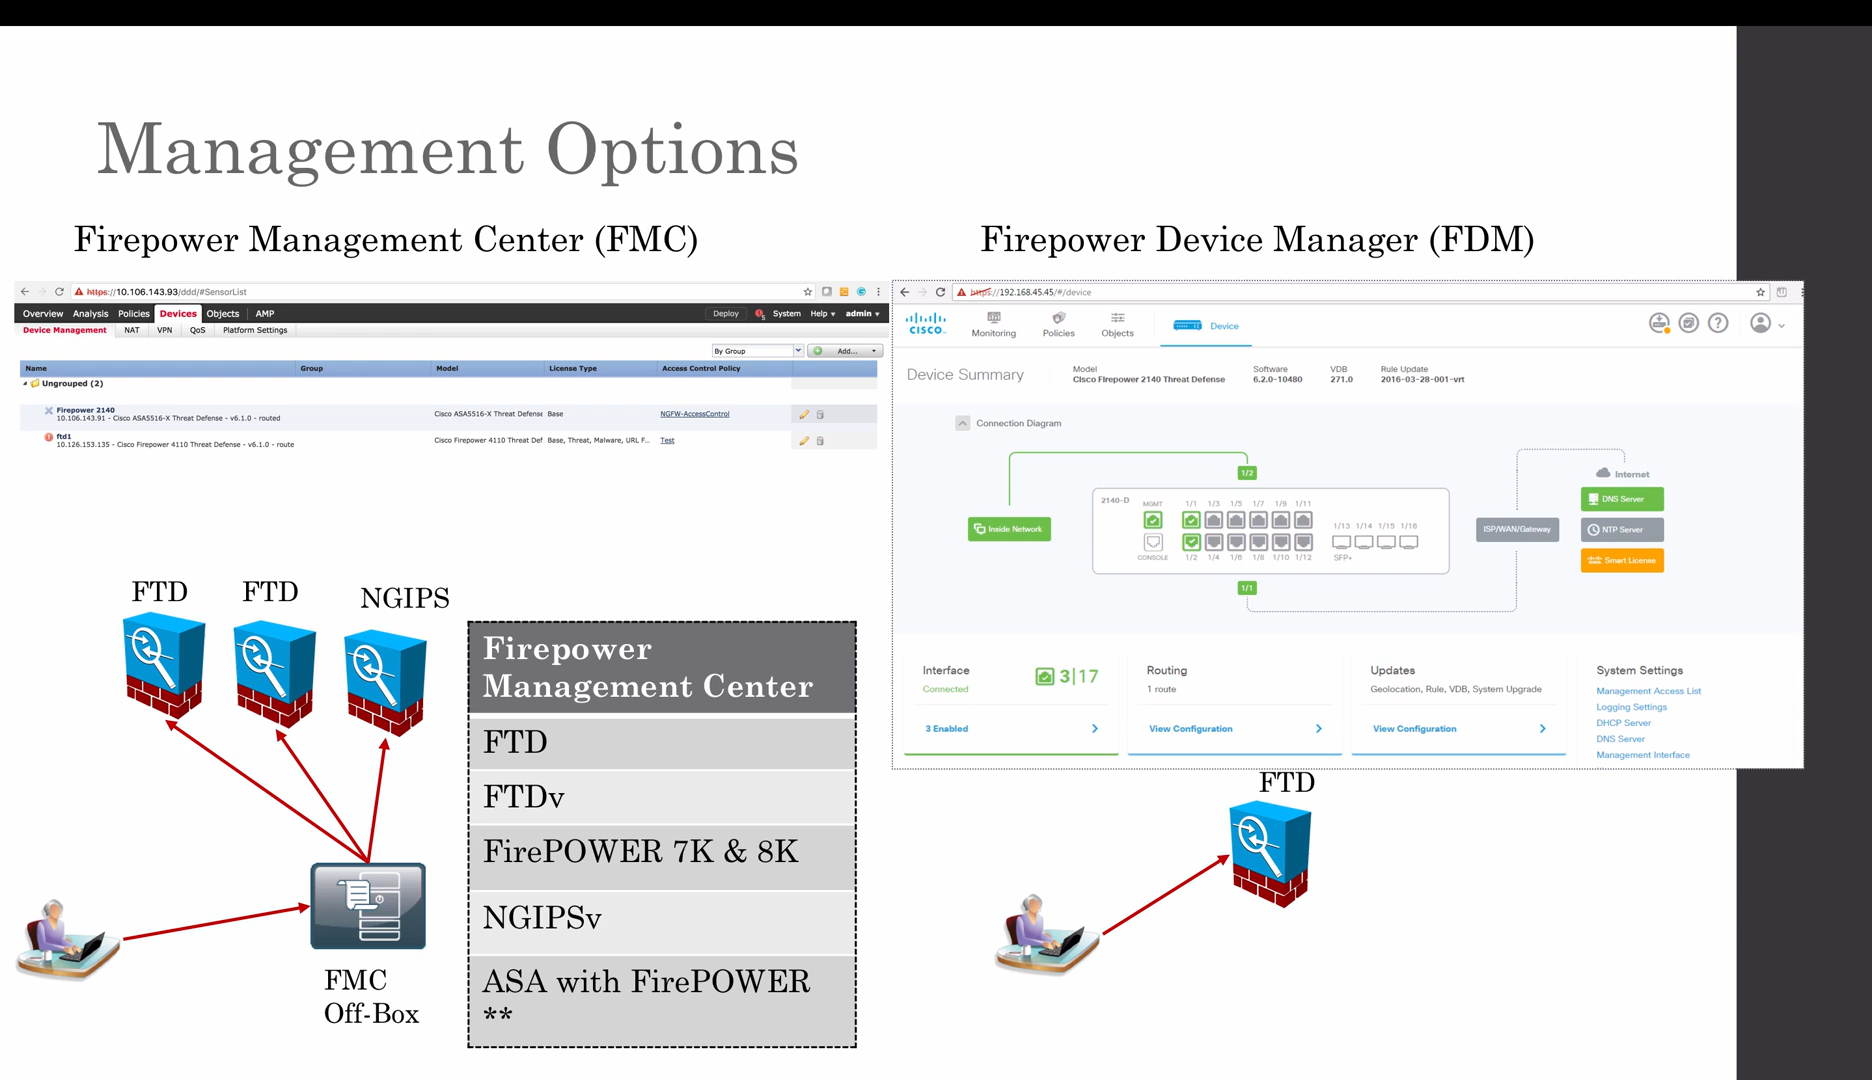 Management Options
Firepower Management Center (FMC)
https://10.106.143.93/ddd/#SensorList
Overview Analysis Policies Devices Objects AMP
Deploy System Help admin
Device Management NAT VPN QoS Platform Settings
By Group Add...
Name Group Model License Type Access Control Policy
Ungrouped (2)
Firepower 2140
10.106.143.91 - Cisco ASA5516-X Threat Defense - v6.1.0 - routed
Cisco ASA5516-X Threat Defense Base NGFW-AccessControl
ftd1
10.126.153.135 - Cisco Firepower 4110 Threat Defense - v6.1.0 - route
Cisco Firepower 4110 Threat Def Base, Threat, Malware, URL F... Test
FTD FTD NGIPS
FMC
Off-Box
Firepower
Management Center
FTD
FTDv
FirePOWER 7K & 8K
NGIPSv
ASA with FirePOWER
**
Firepower Device Manager (FDM)
https://192.168.45.45/#/device
CISCO
Monitoring Policies Objects Device
Device Summary
Model
Cisco Firepower 2140 Threat Defense
Software
6.2.0-10480
VDB
271.0
Rule Update
2016-03-28-001-vrt
Connection Diagram
1/2
Inside Network
2140-D
MGMT 1/1 1/3 1/5 1/7 1/9 1/11
1/13 1/14 1/15 1/16
CONSOLE 1/2 1/4 1/6 1/8 1/10 1/12 SFP+
1/1
ISP/WAN/Gateway
Internet
DNS Server
NTP Server
Smart License
Interface
Connected
3|17
3 Enabled
Routing
1 route
View Configuration
Updates
Geolocation, Rule, VDB, System Upgrade
View Configuration
System Settings
Management Access List
Logging Settings
DHCP Server
DNS Server
Management Interface
FTD